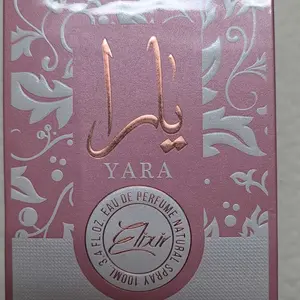 يارا
YARA
3.4 FL.OZ. EAU DE PERFUME NATURAL SPRAY 100ML
Elixir